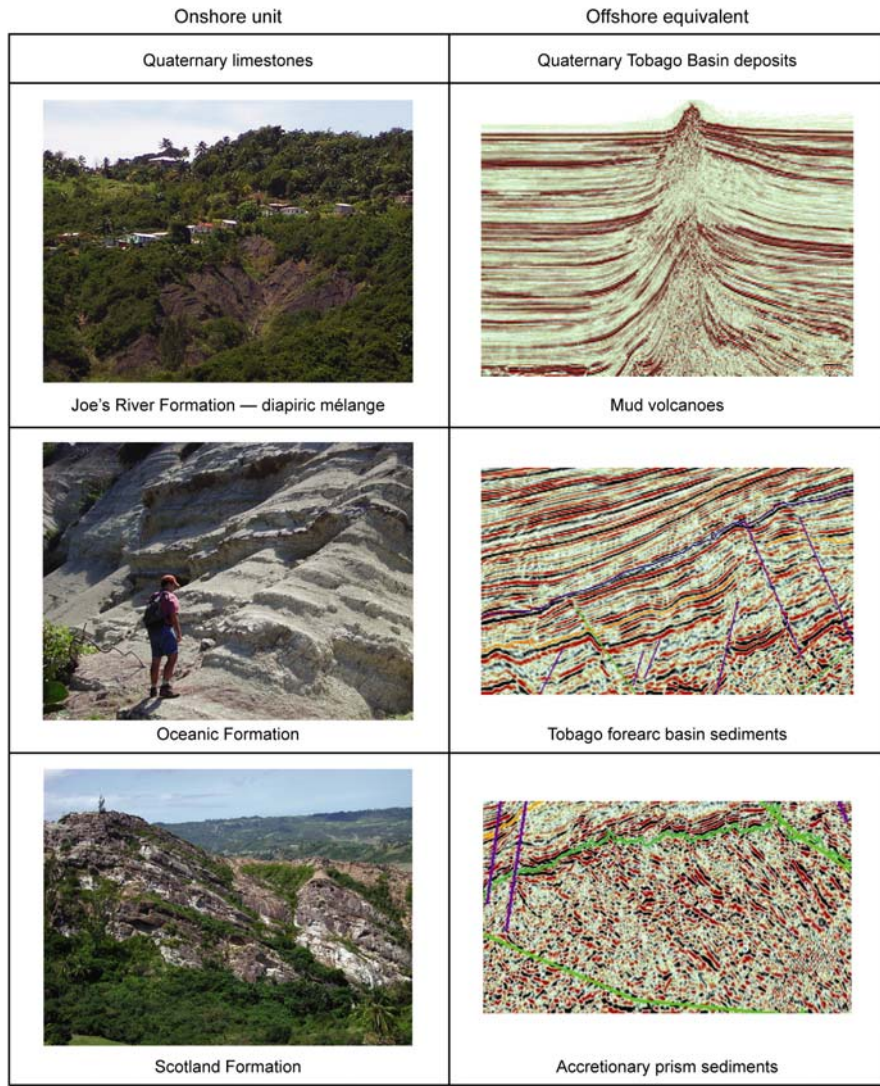 Onshore unit
Offshore equivalent
Quaternary limestones
Quaternary Tobago Basin deposits
Joe's River Formation — diapiric mélange
Mud volcanoes
Oceanic Formation
Tobago forearc basin sediments
Scotland Formation
Accretionary prism sediments